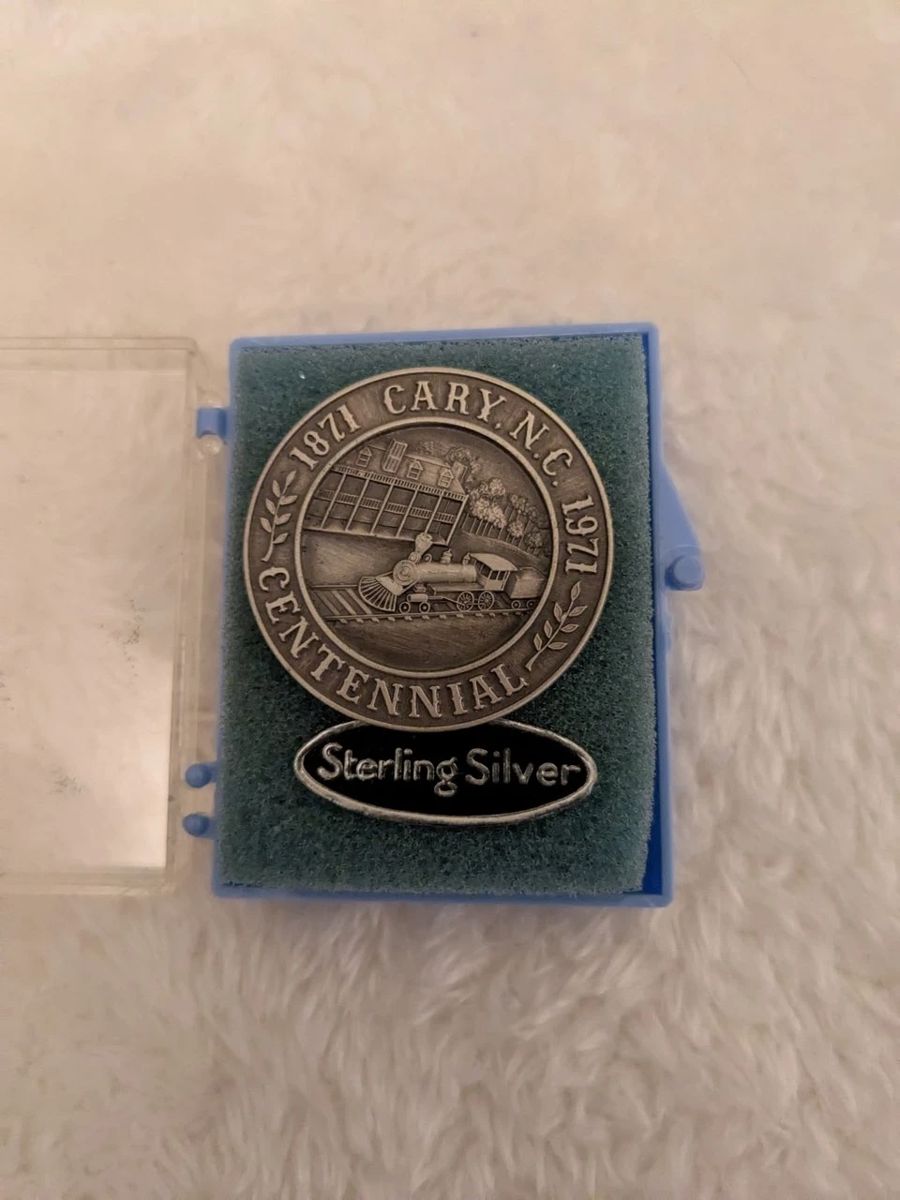 1871 CARY, N.C. 1971
CENTENNIAL
Sterling Silver